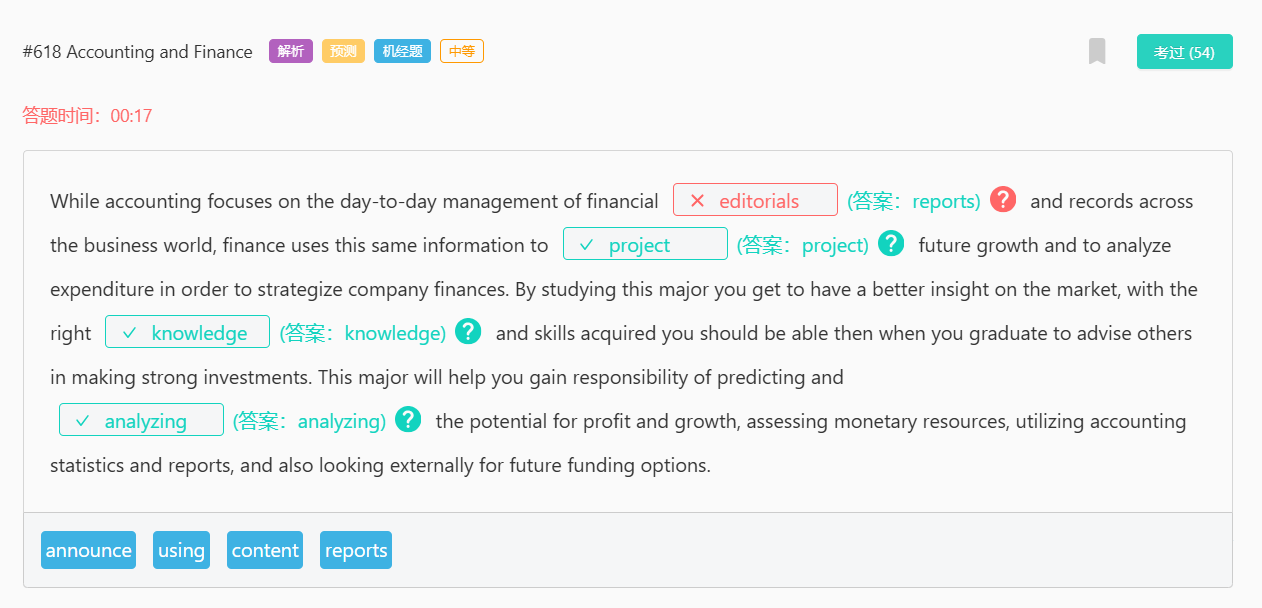 #618 Accounting and Finance 解析 预测 机经题 中等 考过 (54)
答题时间：00:17
While accounting focuses on the day-to-day management of financial × editorials (答案：reports) ? and records across
the business world, finance uses this same information to ✓ project (答案：project) ? future growth and to analyze
expenditure in order to strategize company finances. By studying this major you get to have a better insight on the market, with the
right ✓ knowledge (答案：knowledge) ? and skills acquired you should be able then when you graduate to advise others
in making strong investments. This major will help you gain responsibility of predicting and
✓ analyzing (答案：analyzing) ? the potential for profit and growth, assessing monetary resources, utilizing accounting
statistics and reports, and also looking externally for future funding options.
announce using content reports